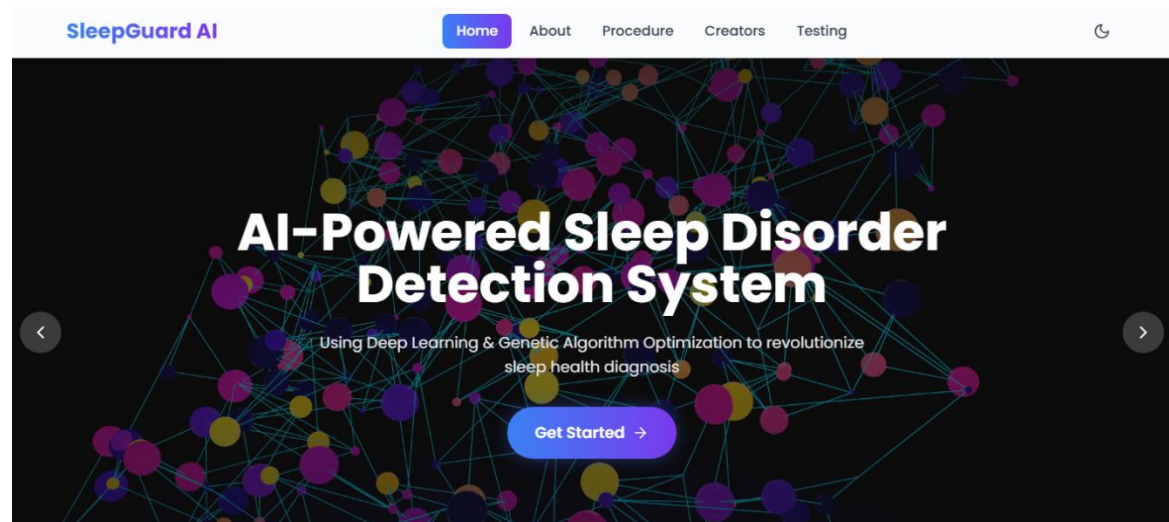 SleepGuard AI
Home About Procedure Creators Testing
AI-Powered Sleep Disorder
Detection System
Using Deep Learning & Genetic Algorithm Optimization to revolutionize
sleep health diagnosis
Get Started →